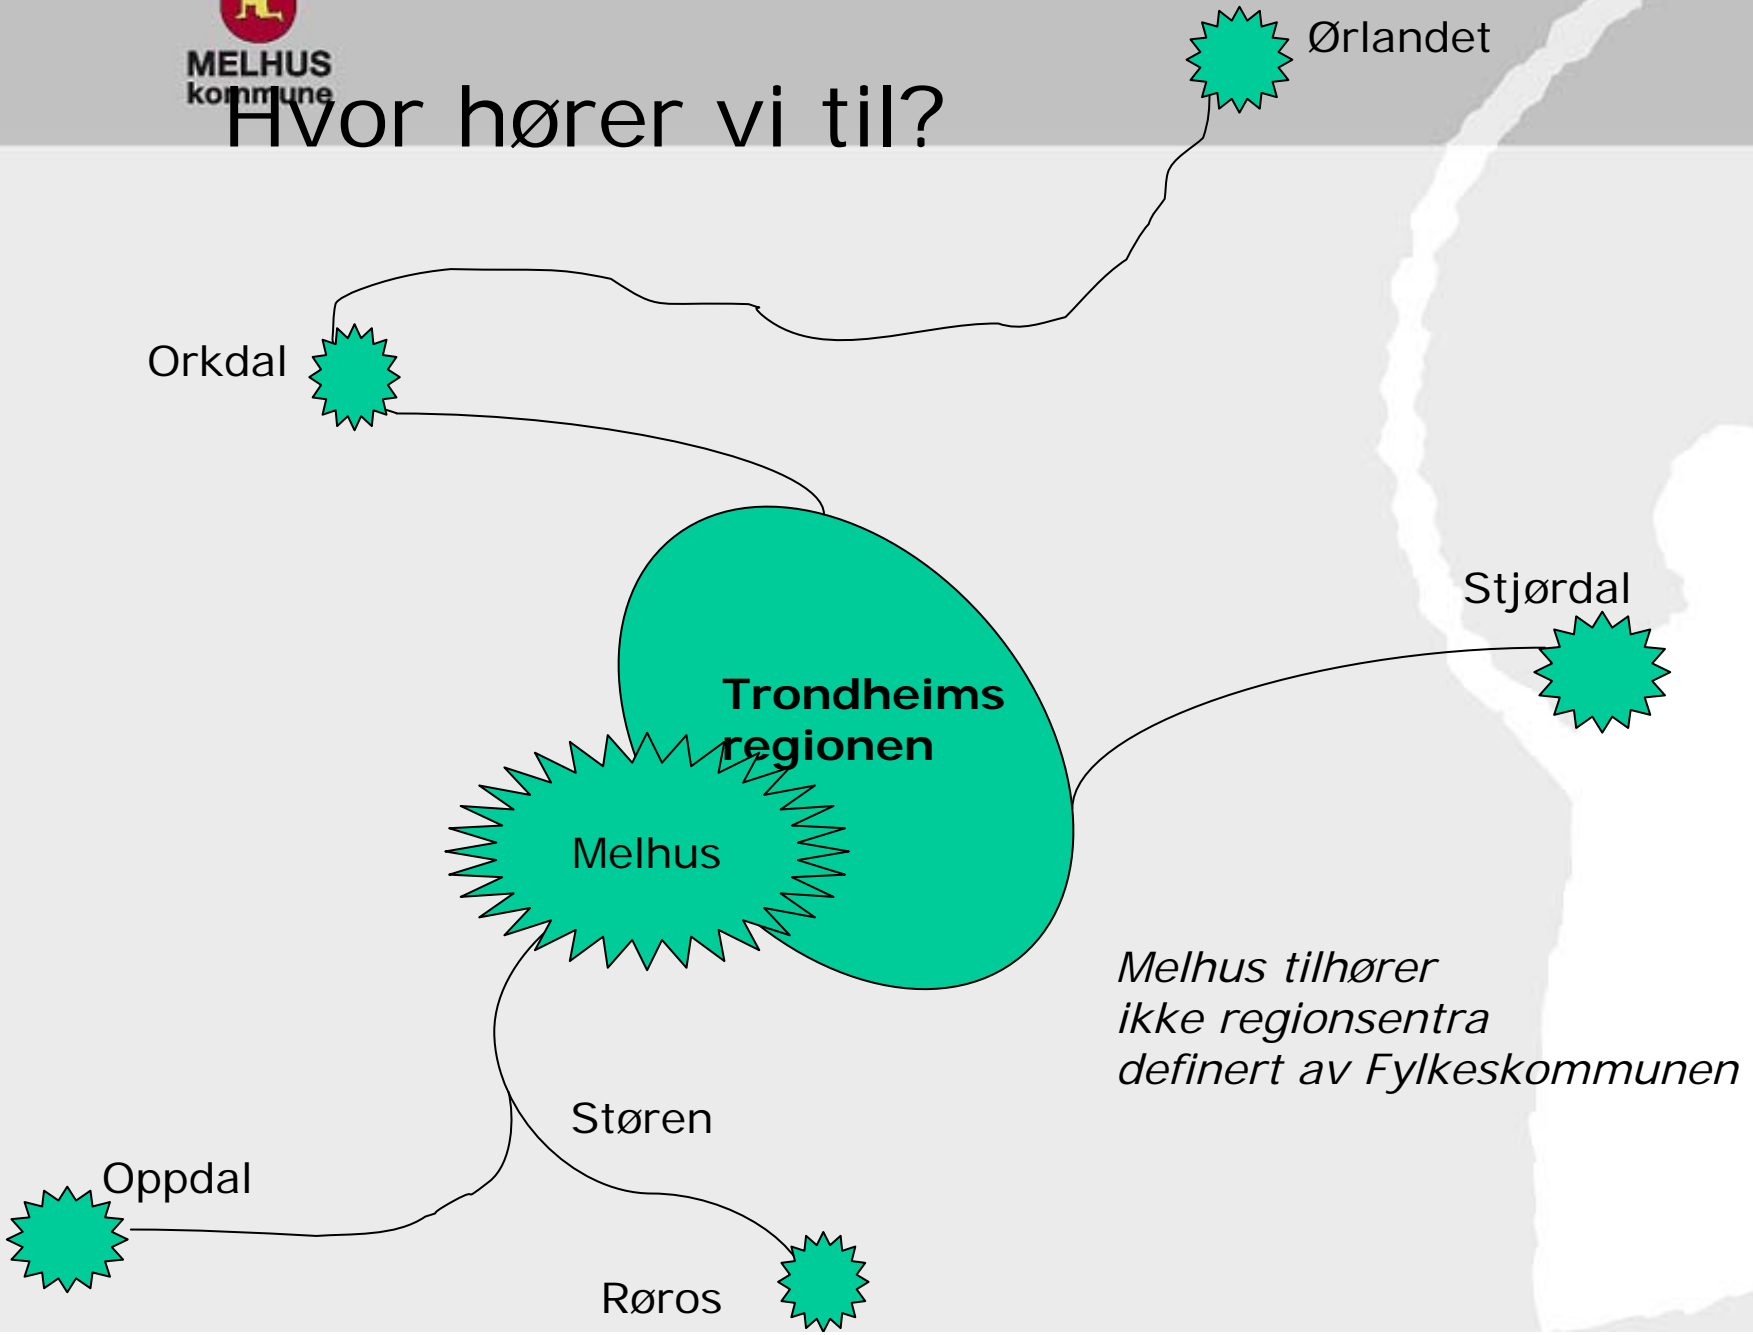 MELHUS
kommune
Hvor hører vi til?
Ørlandet
Orkdal
Stjørdal
Trondheims
regionen
Melhus
Melhus tilhører
ikke regionsentra
definert av Fylkeskommunen
Støren
Oppdal
Røros